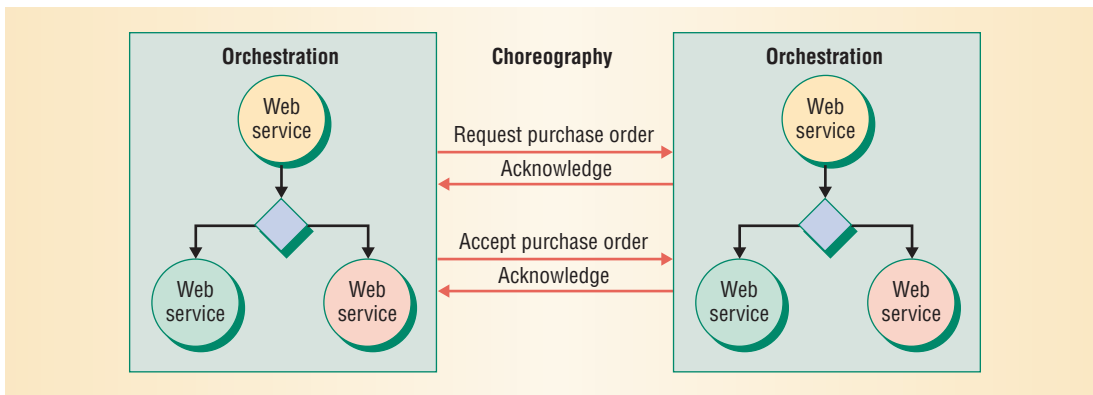 Orchestration
Web
service
Web
service
Web
service
Choreography
Request purchase order
Acknowledge
Accept purchase order
Acknowledge
Orchestration
Web
service
Web
service
Web
service